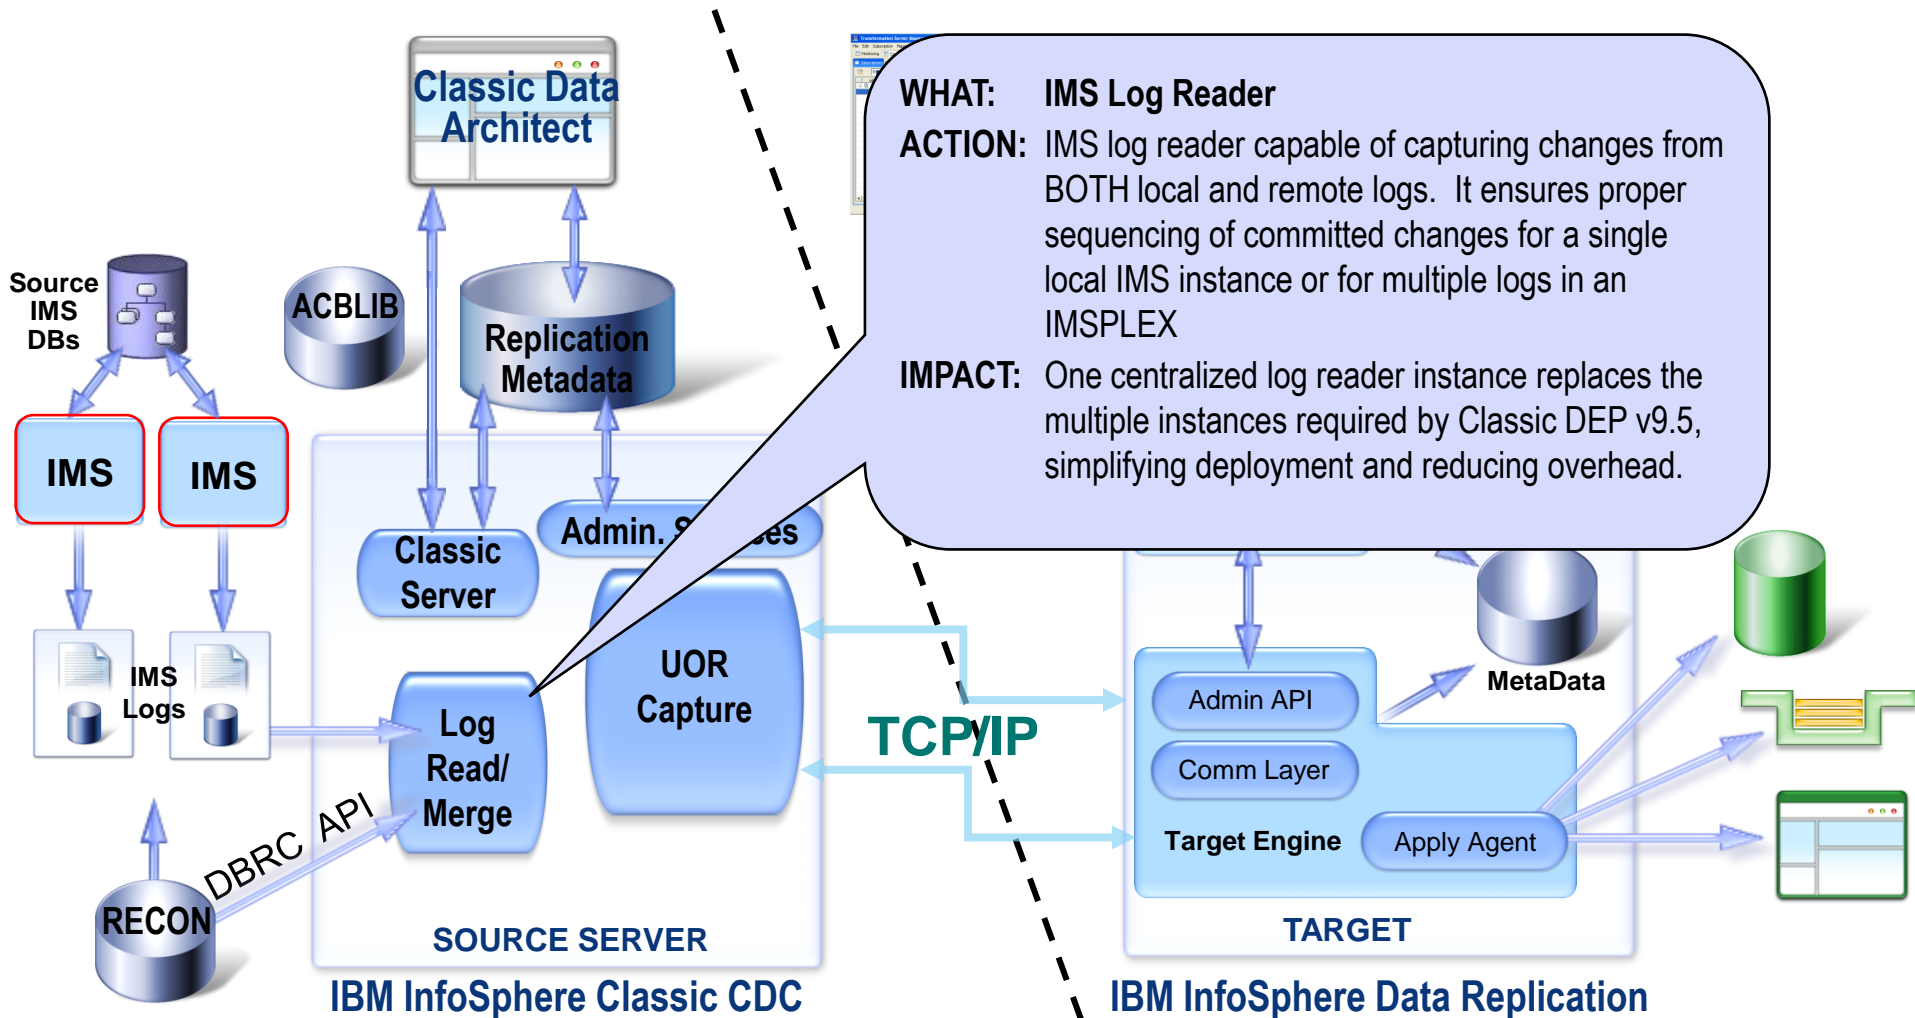 Classic Data
Architect
Transformation Server
WHAT: IMS Log Reader
ACTION: IMS log reader capable of capturing changes from
BOTH local and remote logs. It ensures proper
sequencing of committed changes for a single
local IMS instance or for multiple logs in an
IMSPLEX
IMPACT: One centralized log reader instance replaces the
multiple instances required by Classic DEP v9.5,
simplifying deployment and reducing overhead.
Source
IMS
DBs
ACBLIB
Replication
Metadata
IMS
IMS
Classic
Server
Admin. S
es
IMS
Logs
UOR
Capture
Log
Read/
Merge
DBRC API
RECON
SOURCE SERVER
IBM InfoSphere Classic CDC
TCP/IP
MetaData
Admin API
Comm Layer
Target Engine
Apply Agent
TARGET
IBM InfoSphere Data Replication